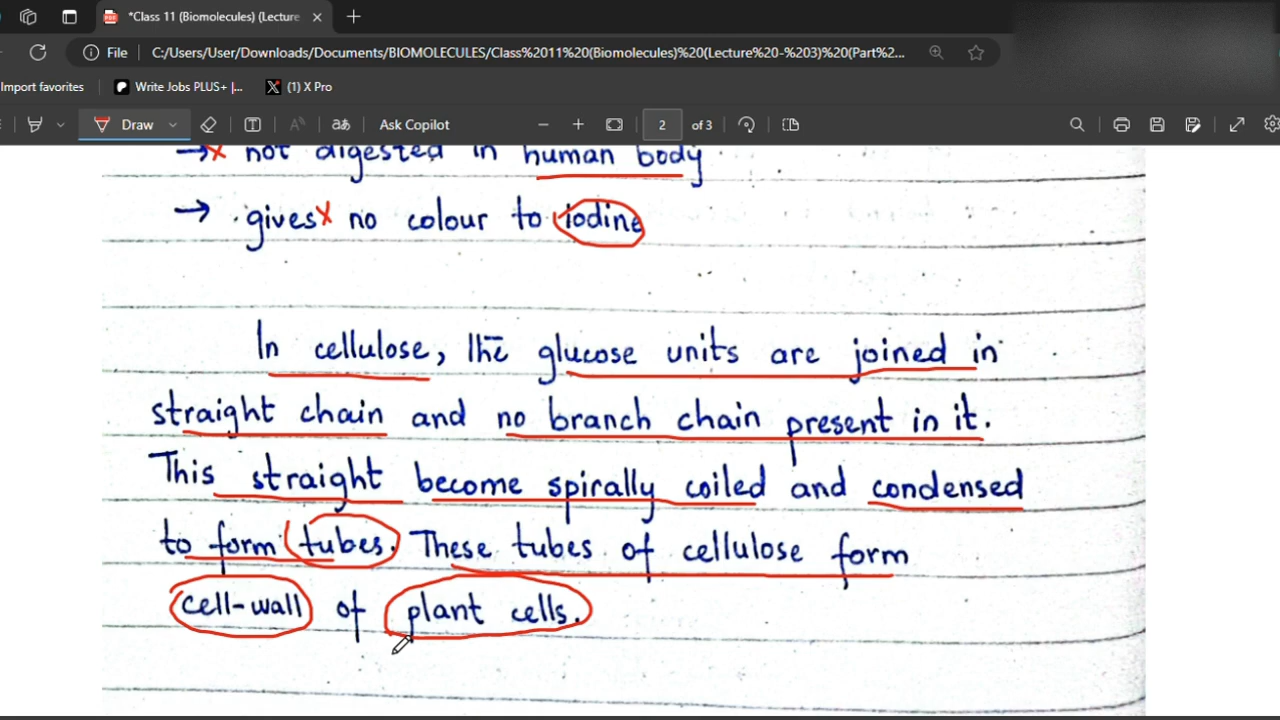 *Class 11 (Biomolecules) (Lecture
File C:/Users/User/Downloads/Documents/BIOMOLECULES/Class%2011%20(Biomolecules)%20(Lecture%20-%203)%20(Part%2...
Import favorites Write Jobs PLUS+ |... (1) X Pro
Draw aあ Ask Copilot 2 of 3
→x not digested in human body
→ gives x no colour to iodine
In cellulose, the glucose units are joined in
straight chain and no branch chain present in it.
This straight become spirally coiled and condensed
to form tubes. These tubes of cellulose form
cell-wall of plant cells.